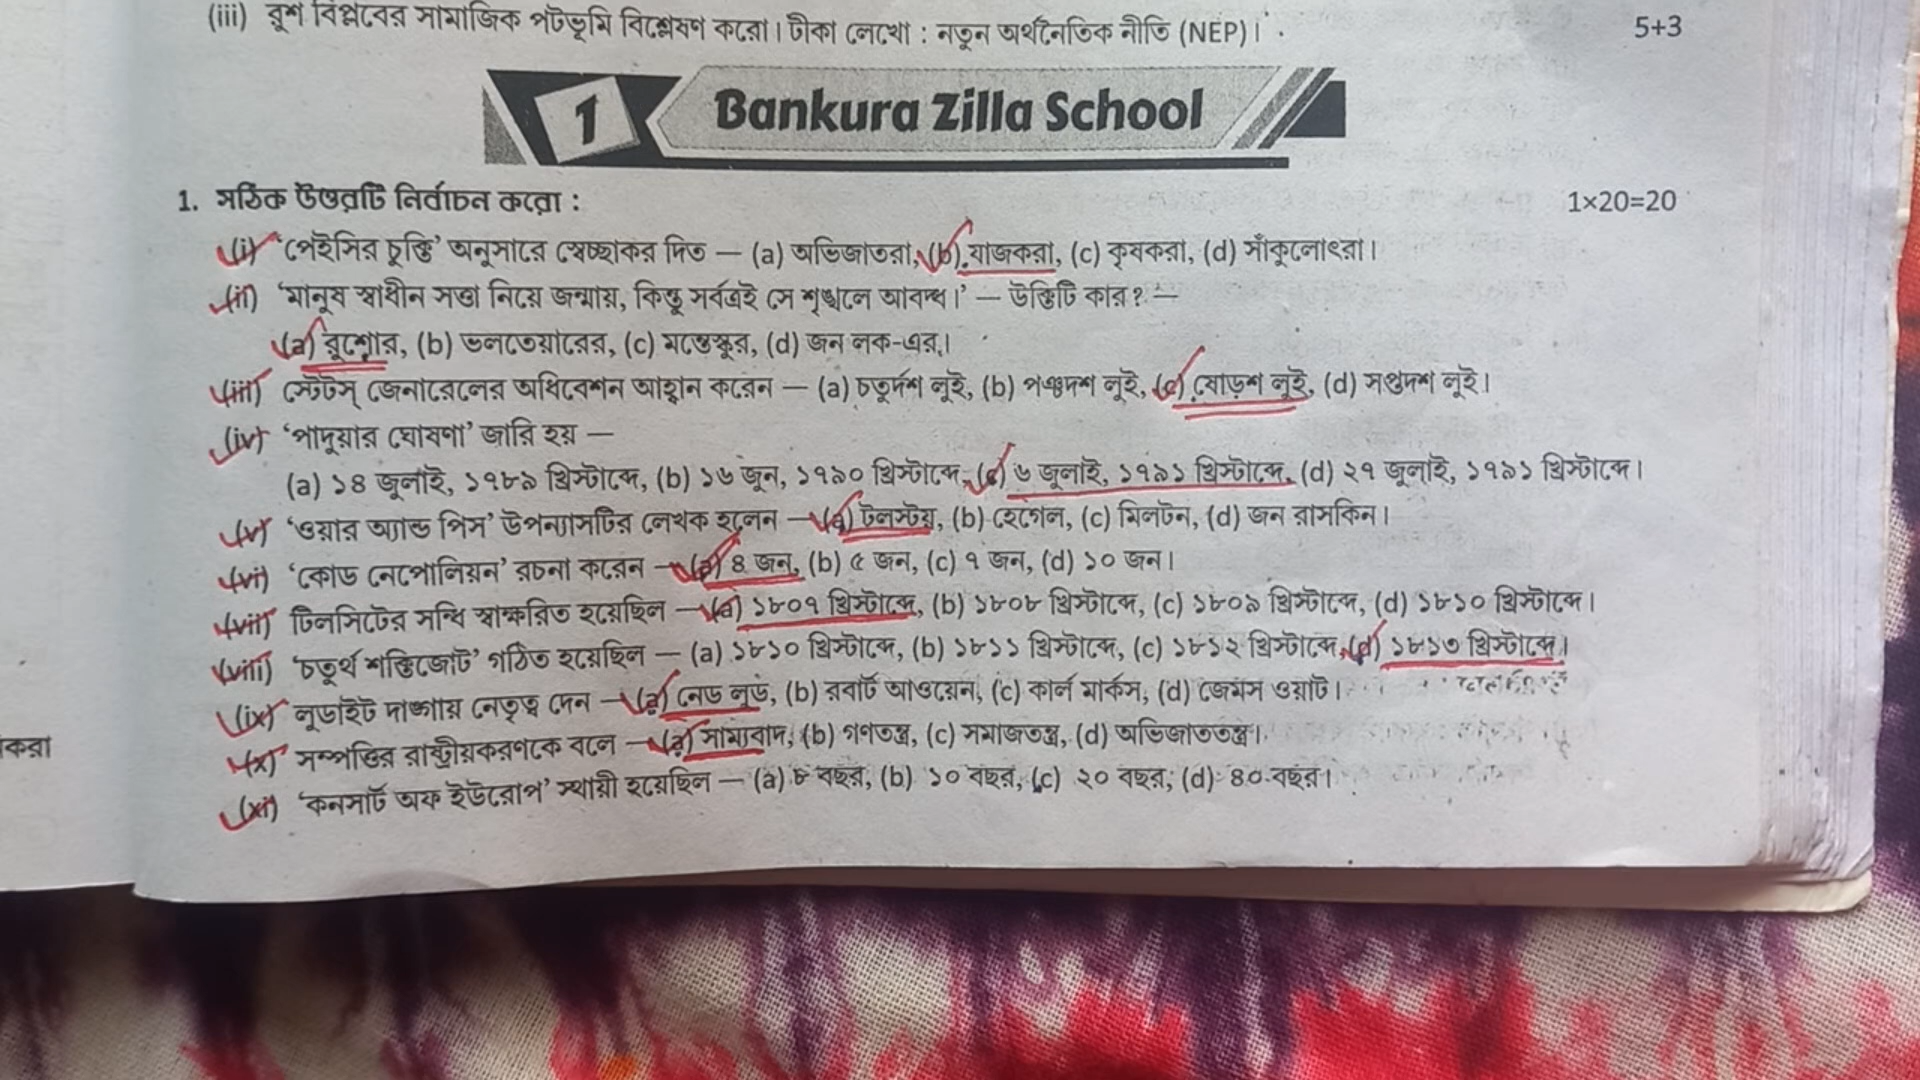 (iii) রুশ বিপ্লবের সামাজিক পটভূমি বিশ্লেষণ করো। টীকা লেখো : নতুন অর্থনৈতিক নীতি (NEP)। 5+3
1 Bankura Zilla School
1. সঠিক উত্তরটি নির্বাচন করো : 1×20=20
(i) 'পেইসির চুক্তি' অনুসারে স্বেচ্ছাকর দিত — (a) অভিজাতরা, (b) যাজকরা, (c) কৃষকরা, (d) সাঁকুলোৎরা।
(ii) 'মানুষ স্বাধীন সত্তা নিয়ে জন্মায়, কিন্তু সর্বত্রই সে শৃঙ্খলে আবদ্ধ।' — উক্তিটি কার? —
(a) রুশোর, (b) ভলতেয়ারের, (c) মন্তেস্কুর, (d) জন লক-এর।
(iii) স্টেটস্ জেনারেলের অধিবেশন আহ্বান করেন — (a) চতুর্দশ লুই, (b) পঞ্চদশ লুই, (c) ষোড়শ লুই, (d) সপ্তদশ লুই।
(iv) 'পাদুয়ার ঘোষণা' জারি হয় —
(a) ১৪ জুলাই, ১৭৮৯ খ্রিস্টাব্দে, (b) ১৬ জুন, ১৭৯০ খ্রিস্টাব্দে, (c) ৬ জুলাই, ১৭৯১ খ্রিস্টাব্দে, (d) ২৭ জুলাই, ১৭৯১ খ্রিস্টাব্দে।
(v) 'ওয়ার অ্যান্ড পিস' উপন্যাসটির লেখক হলেন — (a) টলস্টয়, (b) হেগেল, (c) মিলটন, (d) জন রাসকিন।
(vi) 'কোড নেপোলিয়ন' রচনা করেন — (a) ৪ জন, (b) ৫ জন, (c) ৭ জন, (d) ১০ জন।
(vii) টিলসিটের সন্ধি স্বাক্ষরিত হয়েছিল — (a) ১৮০৭ খ্রিস্টাব্দে, (b) ১৮০৮ খ্রিস্টাব্দে, (c) ১৮০৯ খ্রিস্টাব্দে, (d) ১৮১০ খ্রিস্টাব্দে।
(viii) 'চতুর্থ শক্তিজোট' গঠিত হয়েছিল — (a) ১৮১০ খ্রিস্টাব্দে, (b) ১৮১১ খ্রিস্টাব্দে, (c) ১৮১২ খ্রিস্টাব্দে, (d) ১৮১৩ খ্রিস্টাব্দে।
(ix) লুডাইট দাঙ্গায় নেতৃত্ব দেন — (a) নেড লুড, (b) রবার্ট আওয়েন, (c) কার্ল মার্কস, (d) জেমস ওয়াট।
(x) সম্পত্তির রাষ্ট্রীয়করণকে বলে — (a) সাম্যবাদ, (b) গণতন্ত্র, (c) সমাজতন্ত্র, (d) অভিজাততন্ত্র।
করা
(xi) 'কনসার্ট অফ ইউরোপ' স্থায়ী হয়েছিল — (a) ৮ বছর, (b) ১০ বছর, (c) ২০ বছর, (d) ৪০ বছর।